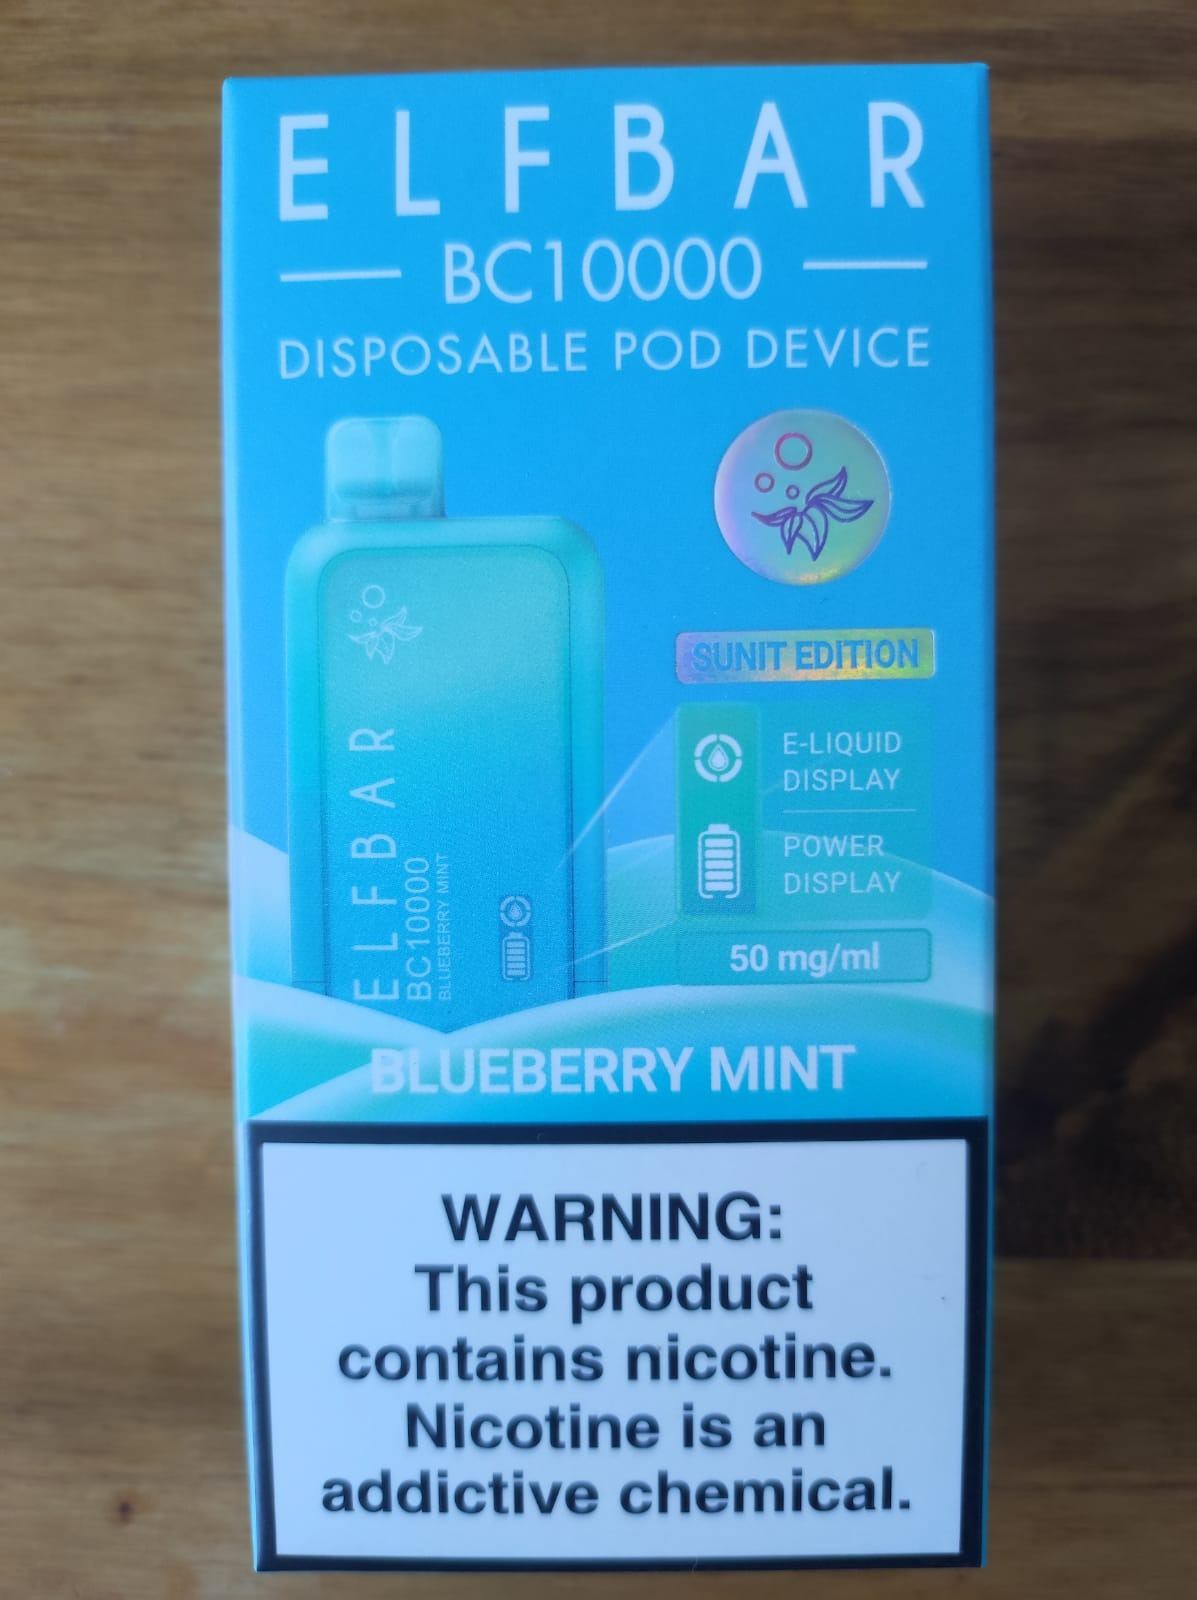 ELFBAR
BC10000
DISPOSABLE POD DEVICE
ELFBAR
BC10000
BLUEBERRY MINT
SUNIT EDITION
E-LIQUID
DISPLAY
POWER
DISPLAY
50 mg/ml
BLUEBERRY MINT
WARNING:
This product
contains nicotine.
Nicotine is an
addictive chemical.